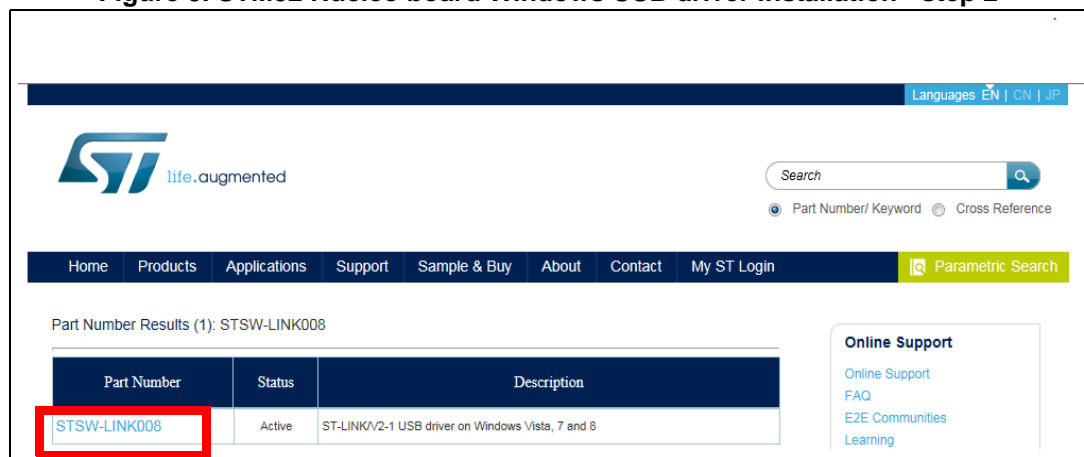 Languages EN | CN | JP
ST life.augmented
Search
Part Number/ Keyword Cross Reference
Home Products Applications Support Sample & Buy About Contact My ST Login Parametric Search
Part Number Results (1): STSW-LINK008
Online Support
Part Number Status Description
Online Support
FAQ
STSW-LINK008 Active ST-LINK/V2-1 USB driver on Windows Vista, 7 and 8
E2E Communities
Learning